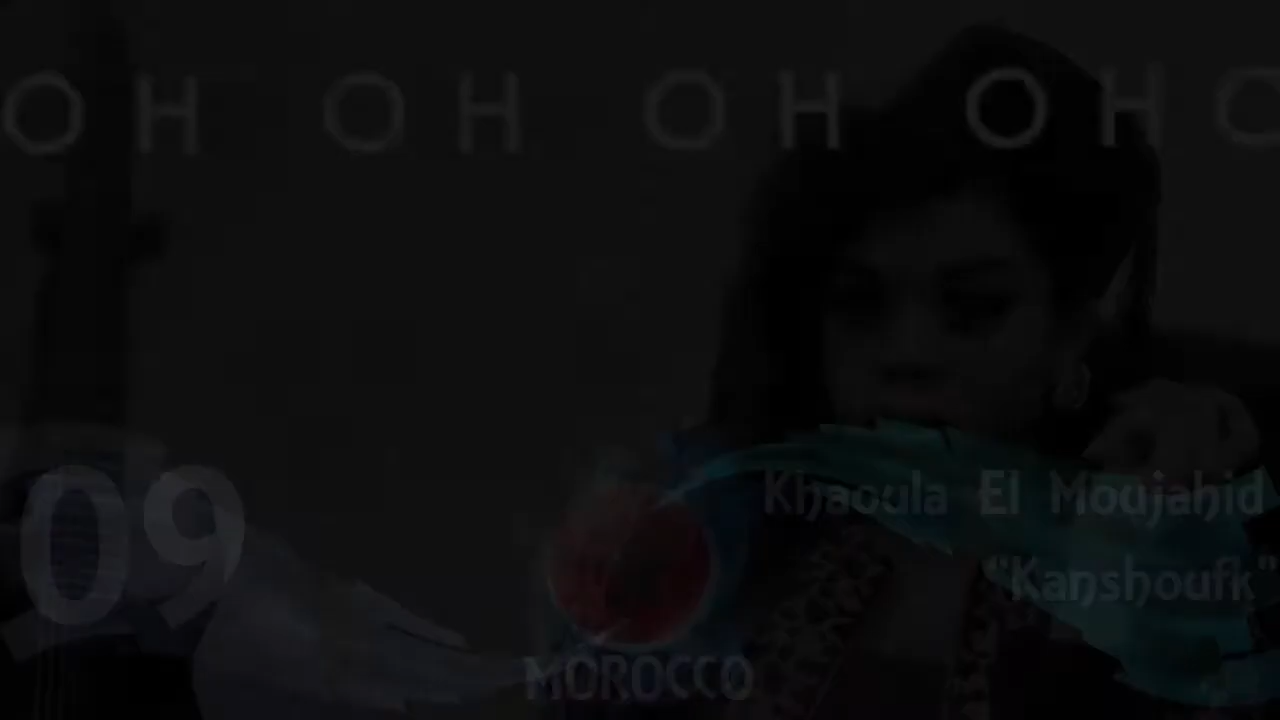 OH OH OH OH O
09
Khaoula El Moujahid
"Kanshoufk"
MOROCCO